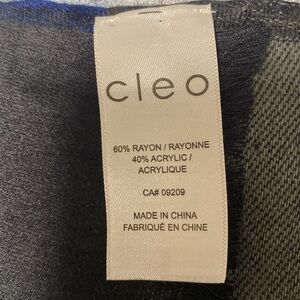 cleo
60% RAYON / RAYONNE
40% ACRYLIC /
ACRYLIQUE
CA# 09209
MADE IN CHINA
FABRIQUÉ EN CHINE